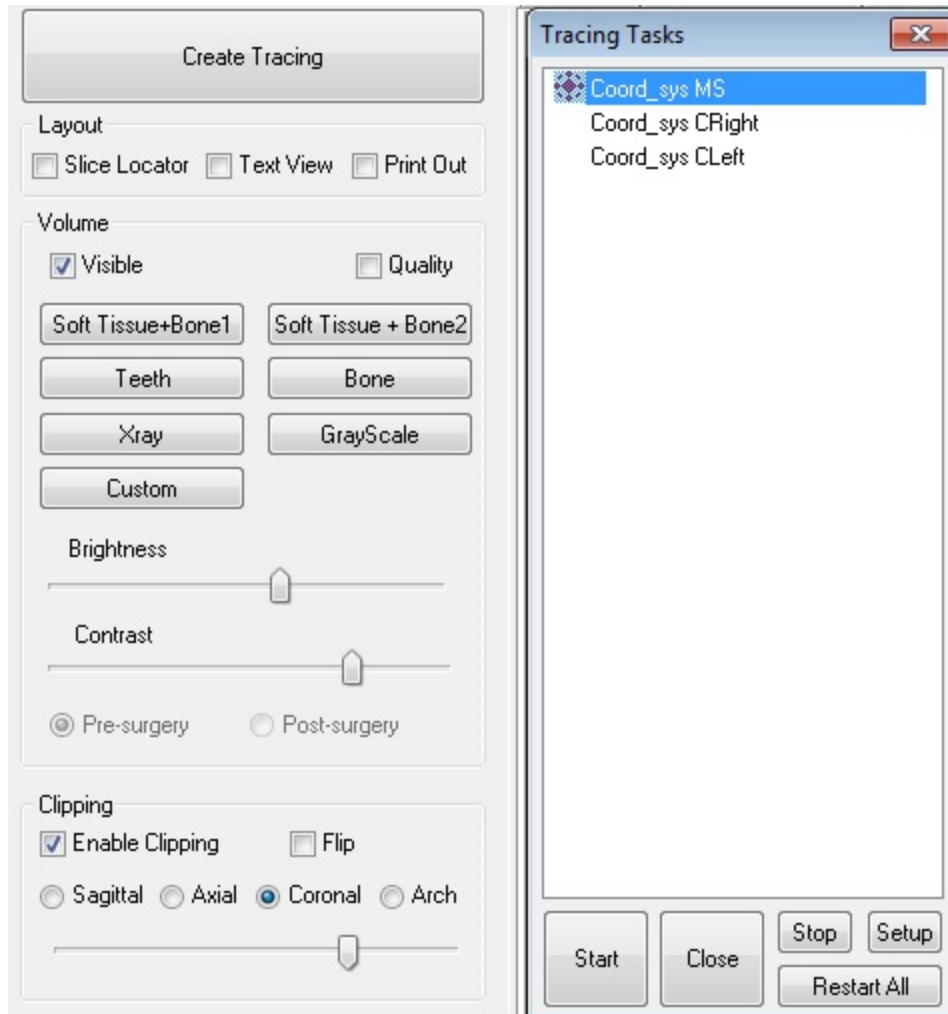 Create Tracing
Layout
Slice Locator Text View Print Out
Volume
Visible Quality
Soft Tissue+Bone1 Soft Tissue + Bone2
Teeth Bone
Xray GrayScale
Custom
Brightness
Contrast
Pre-surgery Post-surgery
Clipping
Enable Clipping Flip
Sagittal Axial Coronal Arch
Tracing Tasks
Coord_sys MS
Coord_sys CRight
Coord_sys CLeft
Start Close Stop Setup
Restart All